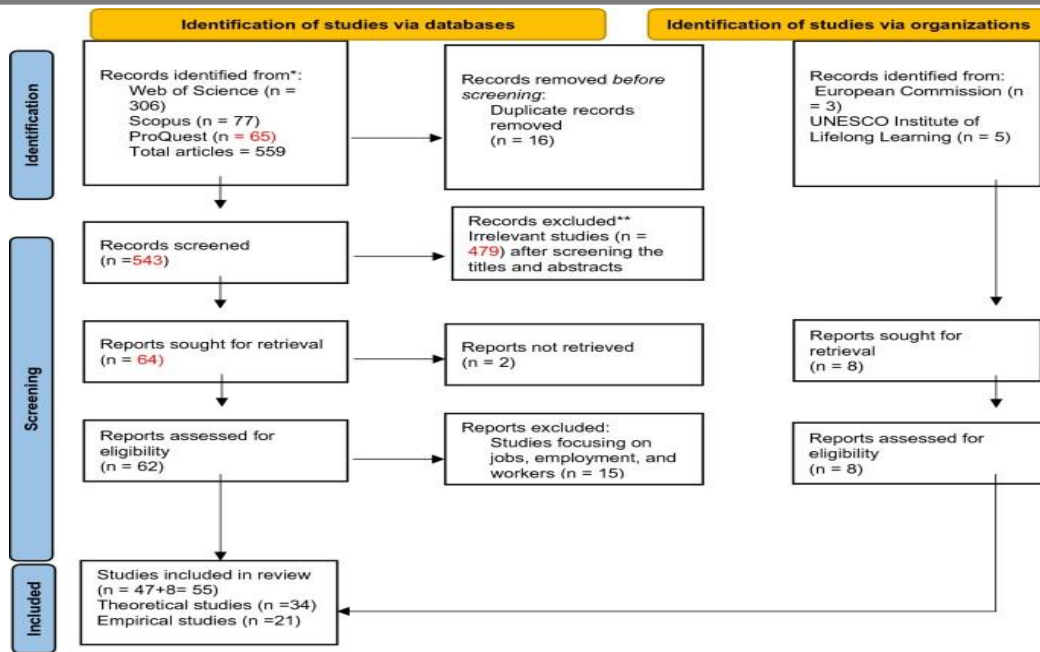 Identification of studies via databases
Identification of studies via organizations
Identification
Records identified from*:
Web of Science (n =
306)
Scopus (n = 77)
ProQuest (n = 65)
Total articles = 559
Records removed before
screening:
Duplicate records
removed
(n = 16)
Records identified from:
European Commission (n
= 3)
UNESCO Institute of
Lifelong Learning (n = 5)
Screening
Records screened
(n =543)
Records excluded**
Irrelevant studies (n =
479) after screening the
titles and abstracts
Reports sought for retrieval
(n = 64)
Reports not retrieved
(n = 2)
Reports sought for
retrieval
(n = 8)
Reports assessed for
eligibility
(n = 62)
Reports excluded:
Studies focusing on
jobs, employment, and
workers (n = 15)
Reports assessed for
eligibility
(n = 8)
Included
Studies included in review
(n = 47+8= 55)
Theoretical studies (n =34)
Empirical studies (n =21)